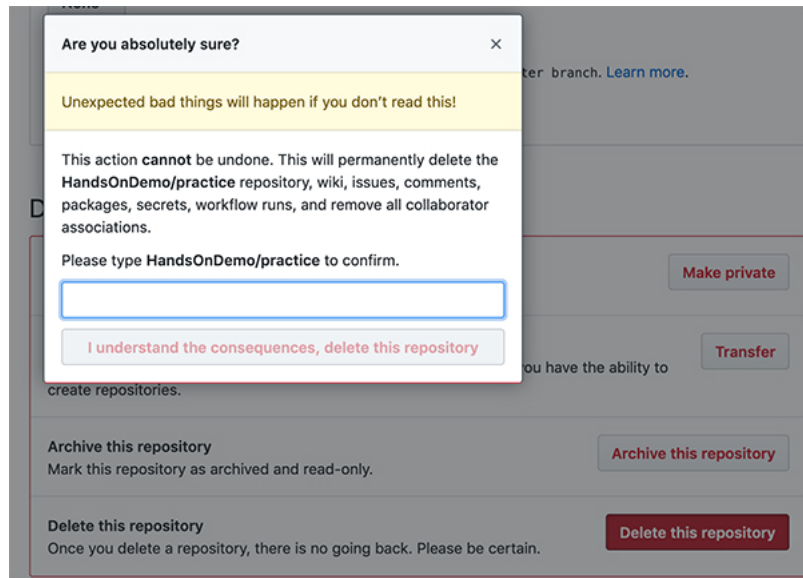 Are you absolutely sure?
Unexpected bad things will happen if you don't read this!
This action cannot be undone. This will permanently delete the
HandsOnDemo/practice repository, wiki, issues, comments,
packages, secrets, workflow runs, and remove all collaborator
associations.
Please type HandsOnDemo/practice to confirm.
I understand the consequences, delete this repository
ter branch. Learn more.
D
Make private
Transfer
ou have the ability to
create repositories.
Archive this repository
Mark this repository as archived and read-only.
Archive this repository
Delete this repository
Once you delete a repository, there is no going back. Please be certain.
Delete this repository